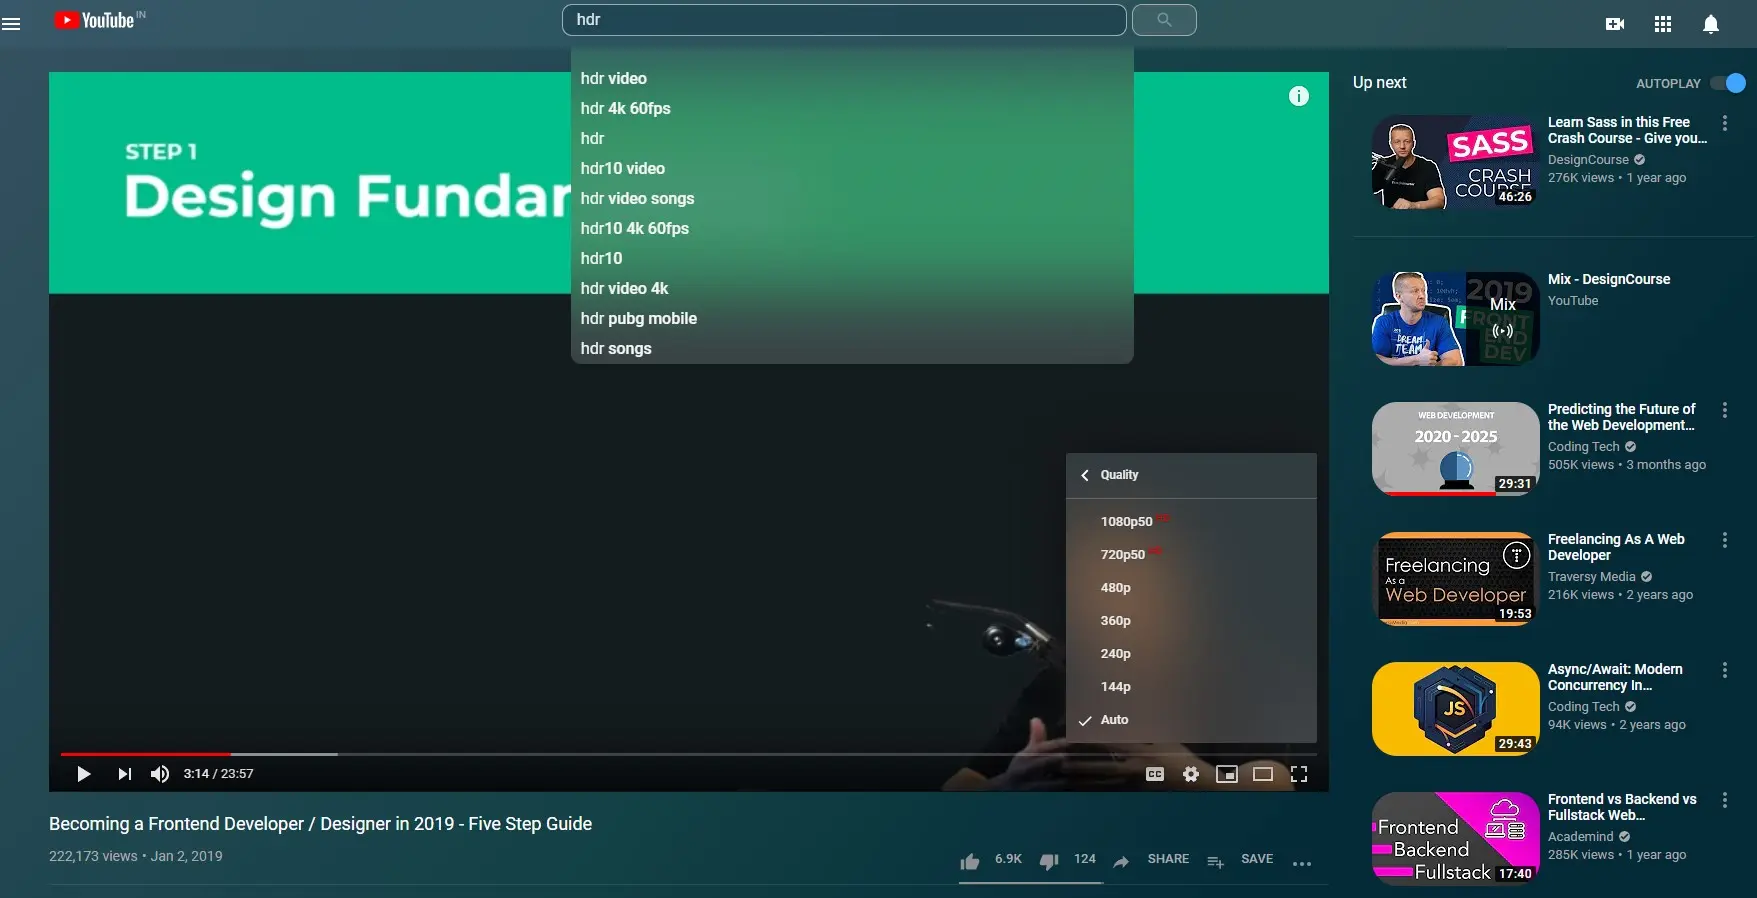 YouTube IN
hdr
hdr video
hdr 4k 60fps
hdr
hdr10 video
hdr video songs
hdr10 4k 60fps
hdr10
hdr video 4k
hdr pubg mobile
hdr songs
STEP 1
Design Fundar
Quality
1080p50
720p50
480p
360p
240p
144p
Auto
3:14 / 23:57
CC
Becoming a Frontend Developer / Designer in 2019 - Five Step Guide
222,173 views • Jan 2, 2019
6.9K
124
SHARE
SAVE
Up next
AUTOPLAY
SASS
CRASH
COURSE
46:26
Learn Sass in this Free
Crash Course - Give you...
DesignCourse
276K views • 1 year ago
2019
Mix
FRONT
END
DEV
DREAM
TEAM
Mix - DesignCourse
YouTube
WEB DEVELOPMENT
2020 - 2025
29:31
Predicting the Future of
the Web Development...
Coding Tech
505K views • 3 months ago
Freelancing
As a
Web Developer
19:53
Freelancing As A Web
Developer
Traversy Media
216K views • 2 years ago
JS
29:43
Async/Await: Modern
Concurrency In...
Coding Tech
94K views • 2 years ago
Frontend
Backend
Fullstack
17:40
Frontend vs Backend vs
Fullstack Web...
Academind
285K views • 1 year ago